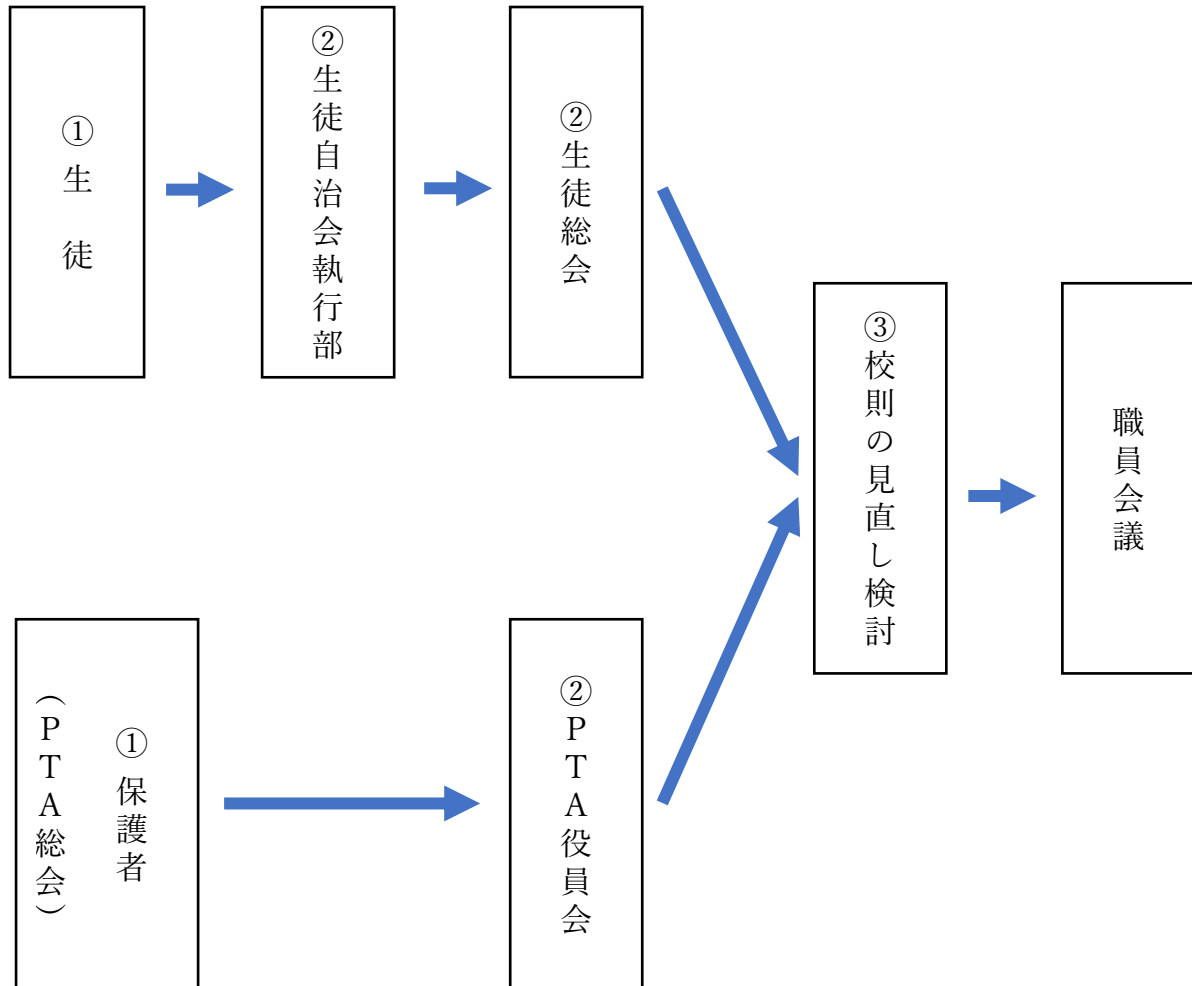 ①生　徒
②生徒自治会執行部
②生徒総会
③校則の見直し検討
職員会議
①保護者
（ＰＴＡ総会）
②ＰＴＡ役員会